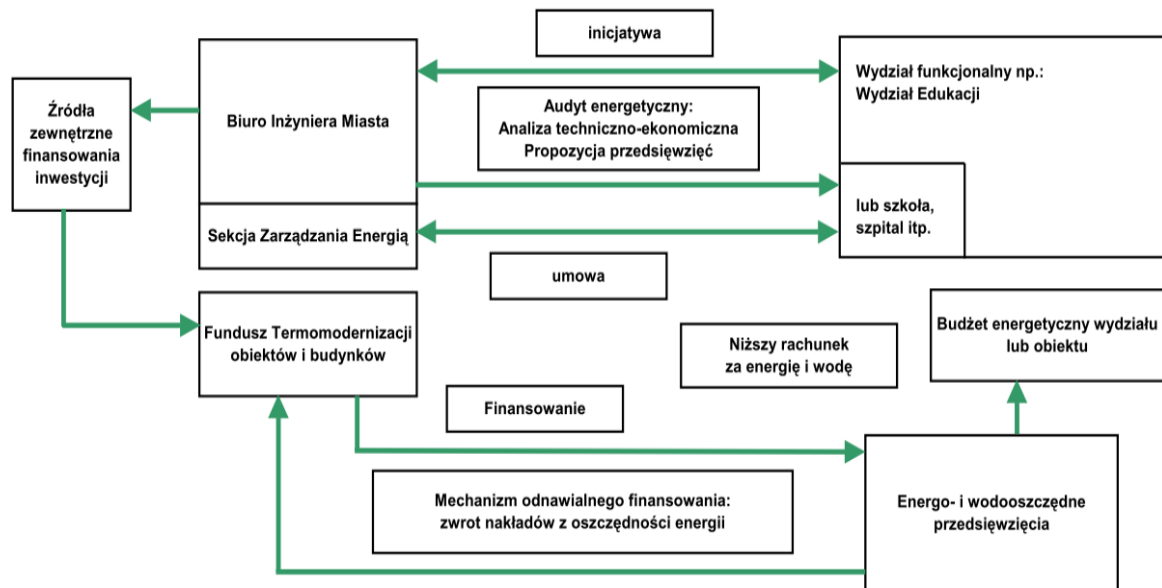 inicjatywa
Źródła
zewnętrzne
finansowania
inwestycji
Biuro Inżyniera Miasta
Sekcja Zarządzania Energią
Audyt energetyczny:
Analiza techniczno-ekonomiczna
Propozycja przedsięwzięć
Wydział funkcjonalny np.:
Wydział Edukacji
lub szkoła,
szpital itp.
umowa
Fundusz Termomodernizacji
obiektów i budynków
Niższy rachunek
za energię i wodę
Budżet energetyczny wydziału
lub obiektu
Finansowanie
Mechanizm odnawialnego finansowania:
zwrot nakładów z oszczędności energii
Energo- i wodooszczędne
przedsięwzięcia